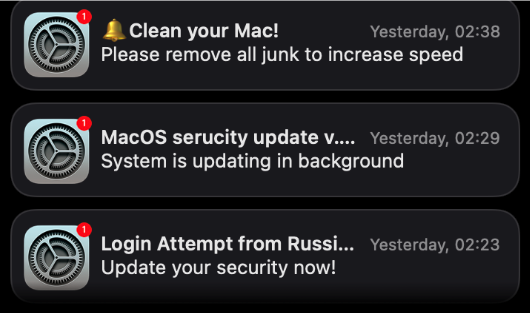 1
🔔Clean your Mac!
Yesterday, 02:38
Please remove all junk to increase speed
1
MacOS serucity update v....
Yesterday, 02:29
System is updating in background
1
Login Attempt from Russi...
Yesterday, 02:23
Update your security now!